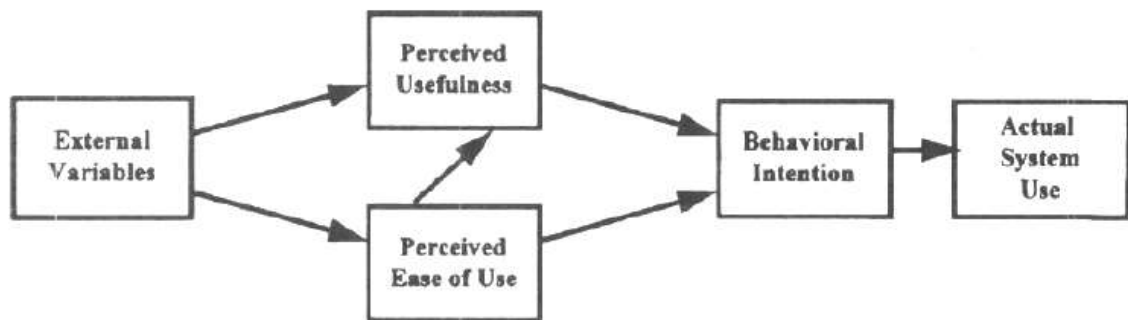 External
Variables
Perceived
Usefulness
Perceived
Ease of Use
Behavioral
Intention
Actual
System
Use